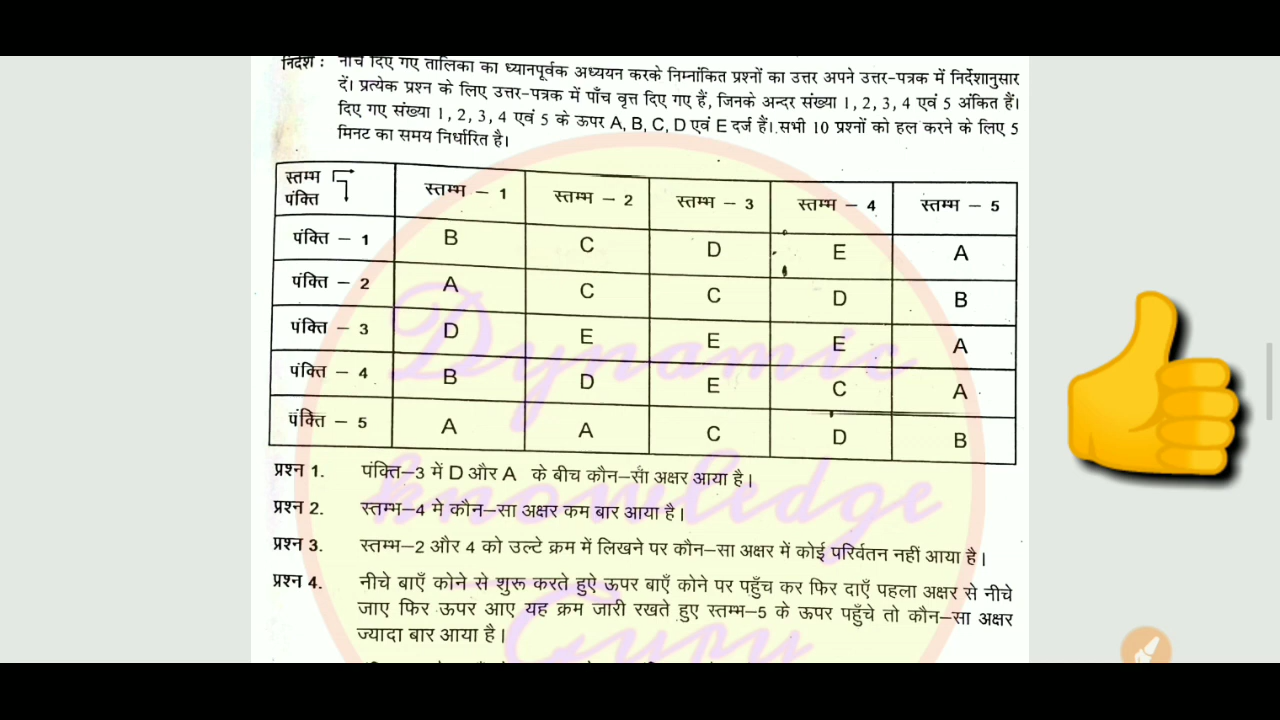 निर्देश : नीचे दिए गए तालिका का ध्यानपूर्वक अध्ययन करके निम्नांकित प्रश्नों का उत्तर अपने उत्तर-पत्रक में निर्देशानुसार
दें। प्रत्येक प्रश्न के लिए उत्तर-पत्रक में पाँच वृत्त दिए गए हैं, जिनके अन्दर संख्या 1, 2, 3, 4 एवं 5 अंकित हैं।
दिए गए संख्या 1, 2, 3, 4 एवं 5 के ऊपर A, B, C, D एवं E दर्ज हैं। सभी 10 प्रश्नों को हल करने के लिए 5
मिनट का समय निर्धारित है।
स्तम्भ
पंक्ति
स्तम्भ – 1 स्तम्भ – 2 स्तम्भ – 3 स्तम्भ – 4 स्तम्भ – 5
पंक्ति – 1 B C D E A
पंक्ति – 2 A C C D B
पंक्ति – 3 D E E E A
पंक्ति – 4 B D E C A
पंक्ति – 5 A A C D B
प्रश्न 1. पंक्ति–3 में D और A के बीच कौन–सा अक्षर आया है।
प्रश्न 2. स्तम्भ–4 मे कौन–सा अक्षर कम बार आया है।
प्रश्न 3. स्तम्भ–2 और 4 को उल्टे क्रम में लिखने पर कौन–सा अक्षर में कोई परिर्वतन नहीं आया है।
प्रश्न 4. नीचे बाएँ कोने से शुरू करते हुऐ ऊपर बाएँ कोने पर पहुँच कर फिर दाएँ पहला अक्षर से नीचे
जाए फिर ऊपर आए यह क्रम जारी रखते हुए स्तम्भ–5 के ऊपर पहुँचे तो कौन–सा अक्षर
ज्यादा बार आया है।
Dynamic
knowledge
Guru